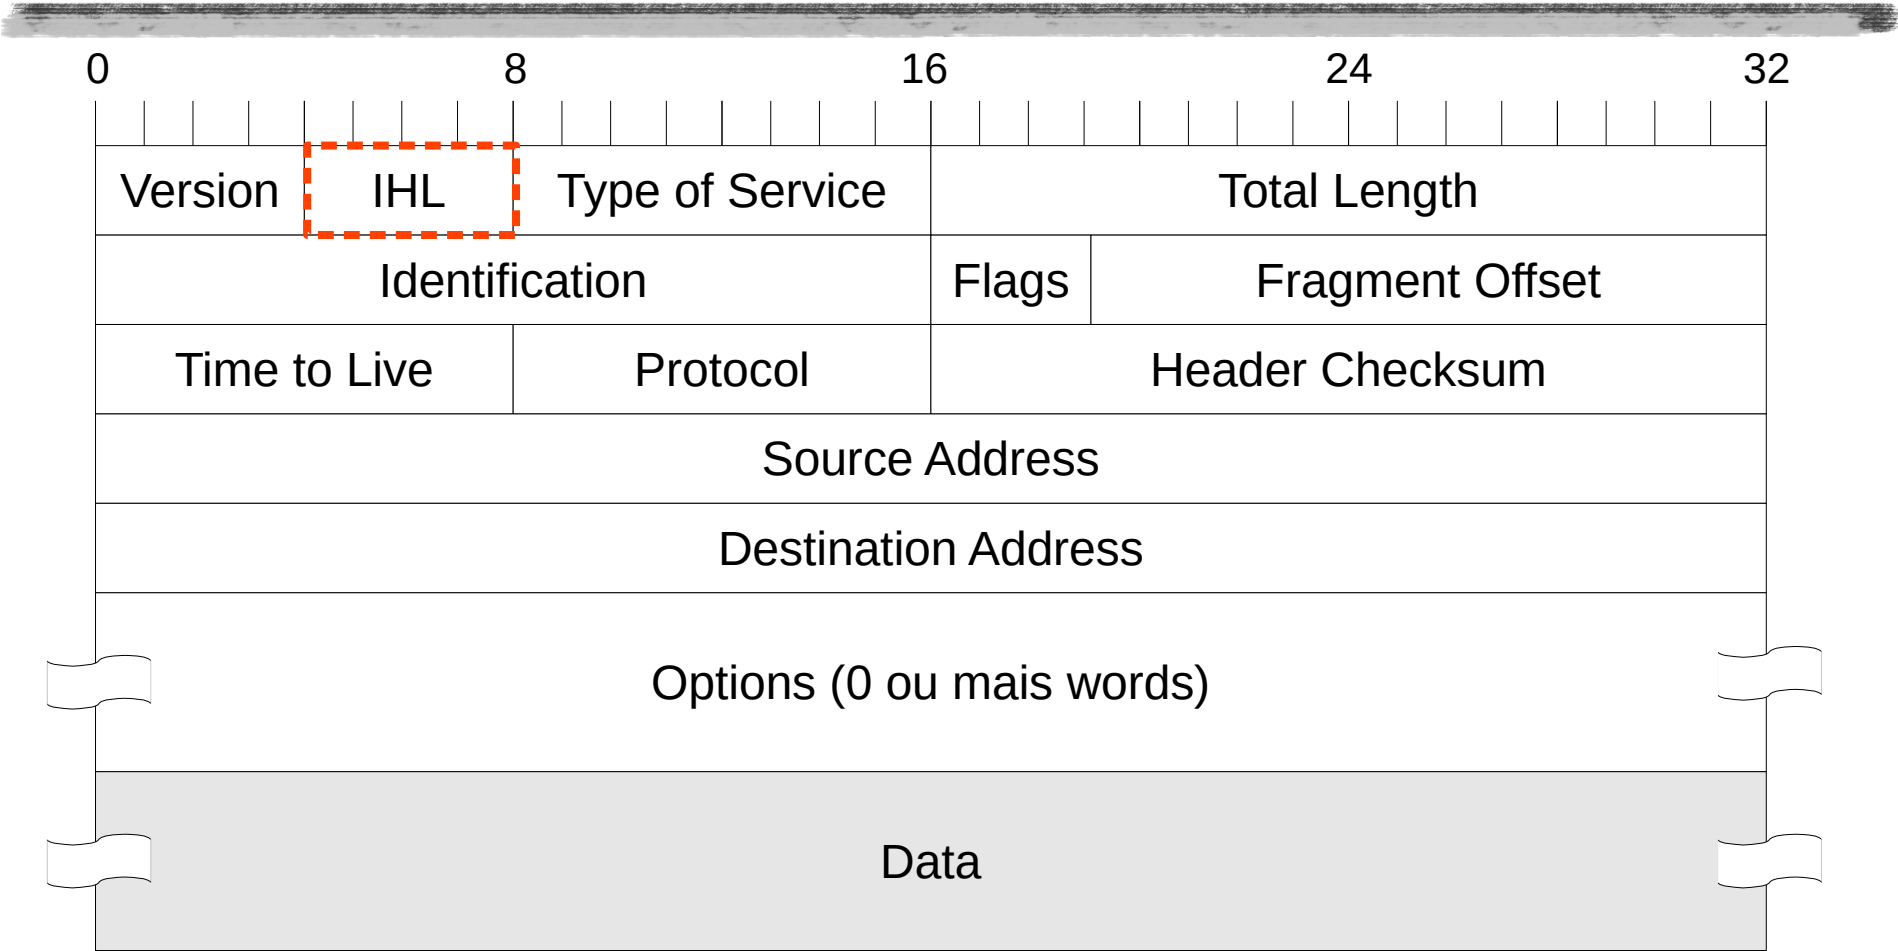 0 8 16 24 32
Version IHL Type of Service Total Length
Identification Flags Fragment Offset
Time to Live Protocol Header Checksum
Source Address
Destination Address
Options (0 ou mais words)
Data